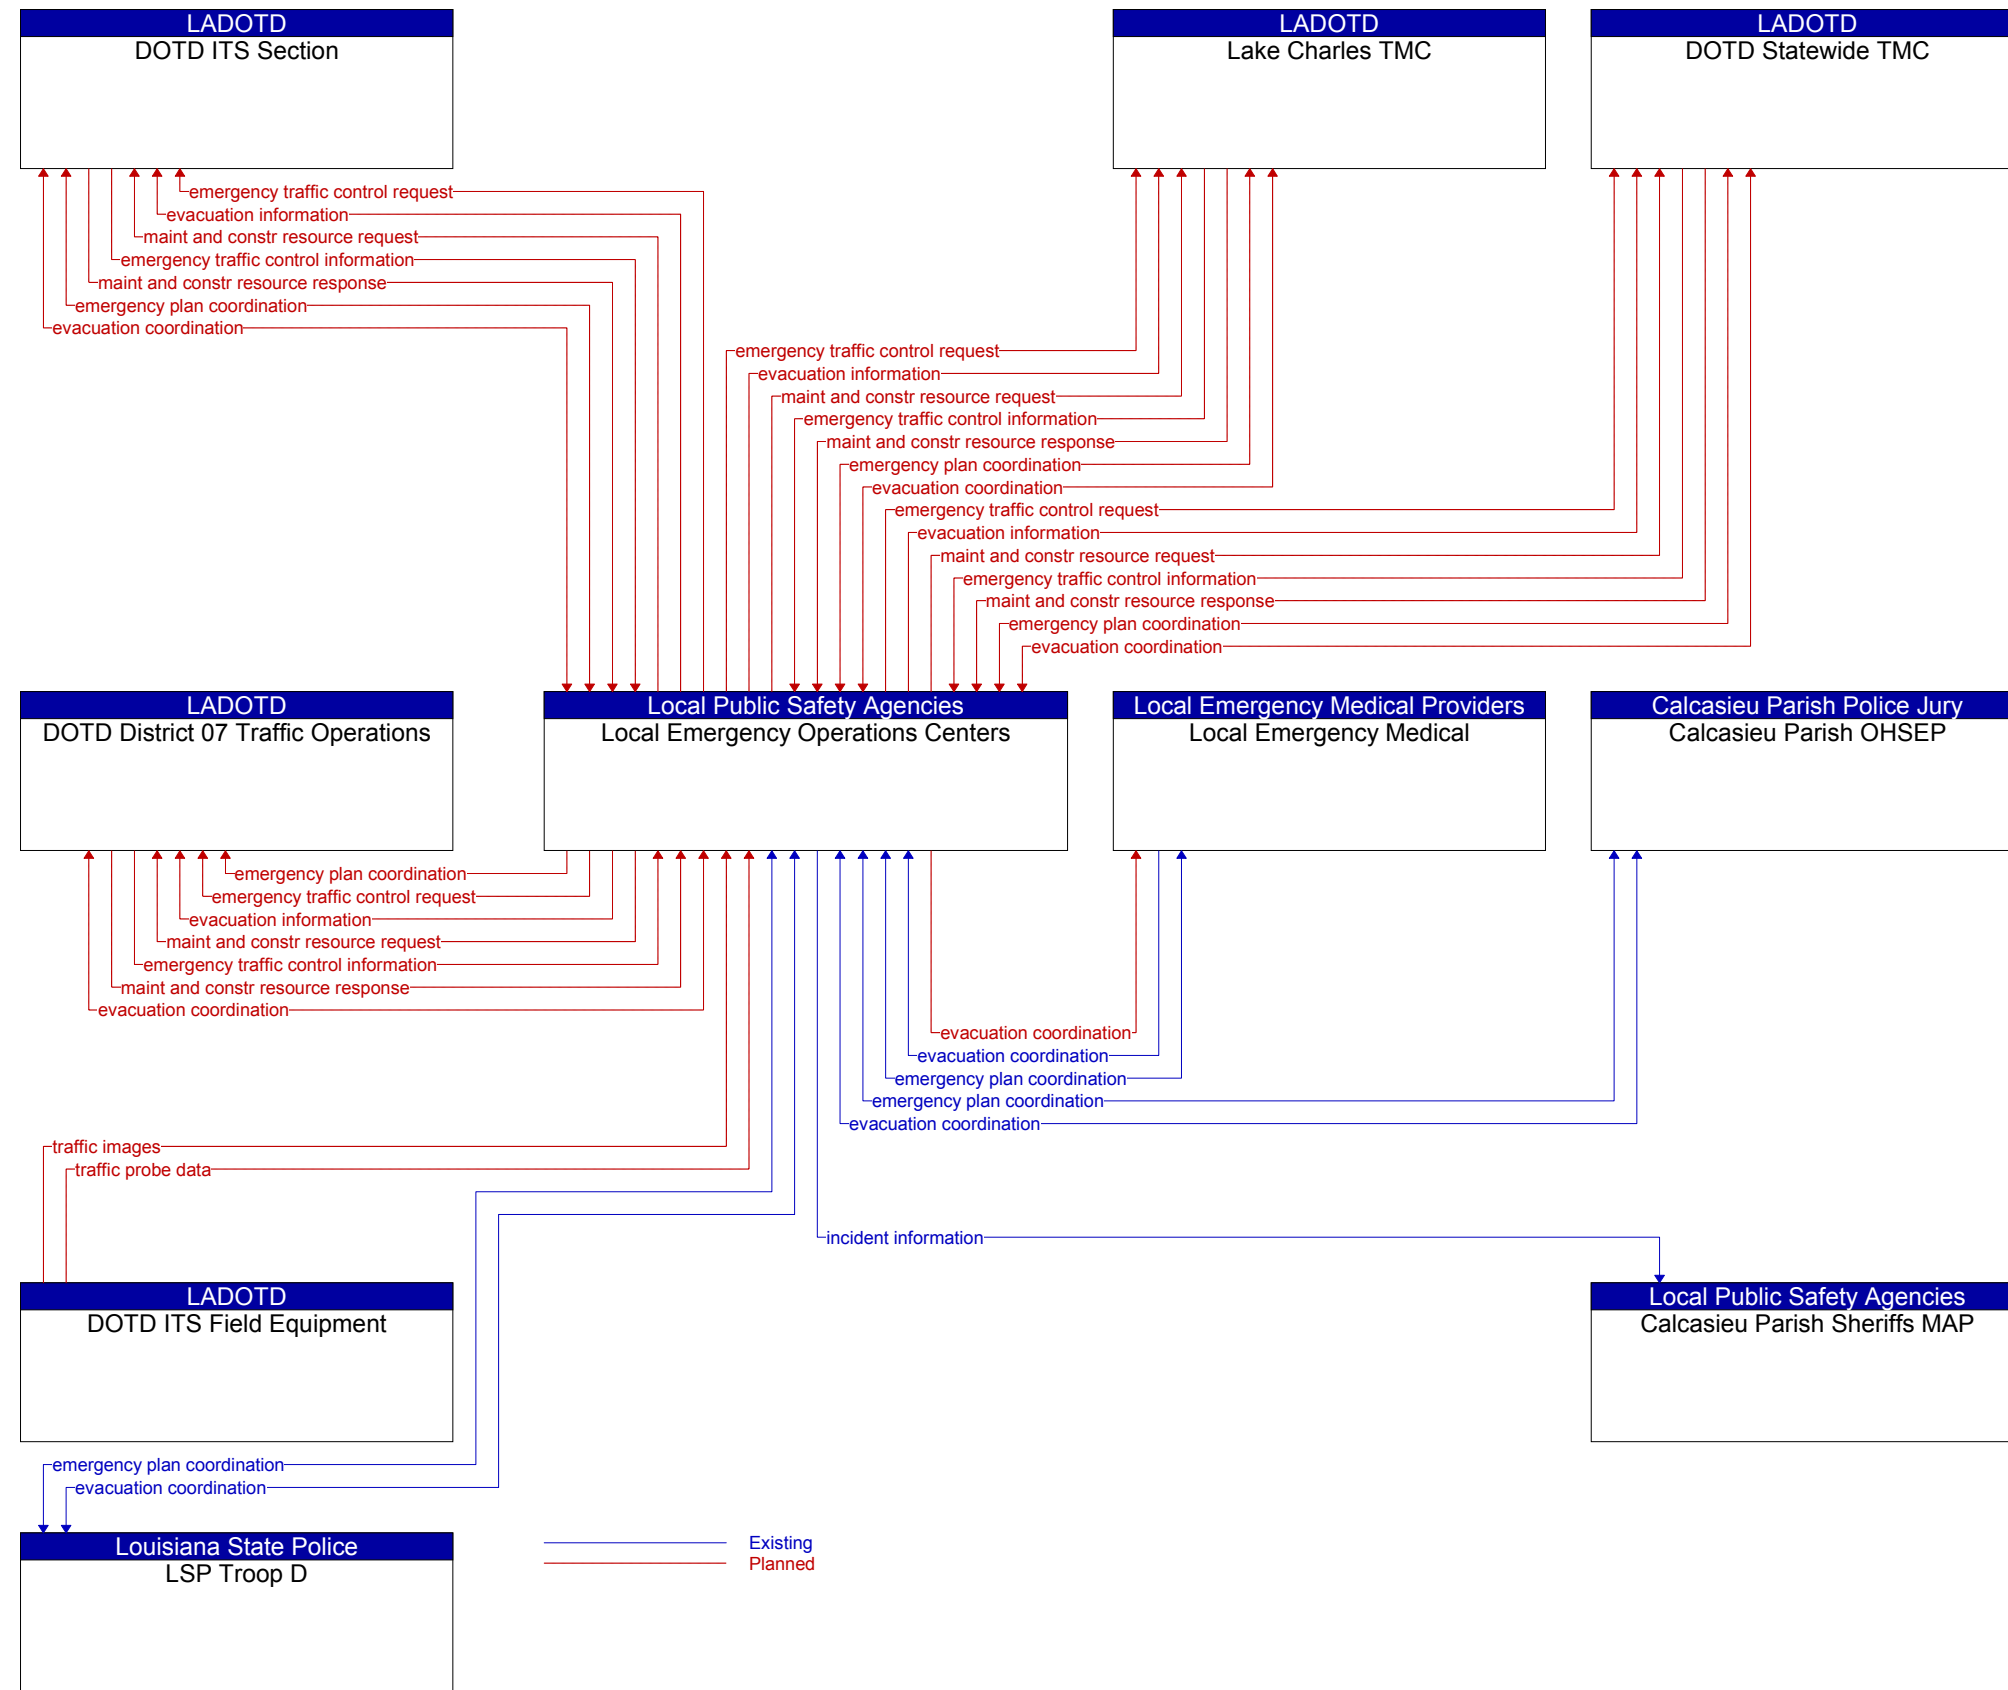 LADOTD
DOTD ITS Section
LADOTD
Lake Charles TMC
LADOTD
DOTD Statewide TMC
emergency traffic control request
evacuation information
maint and constr resource request
emergency traffic control information
maint and constr resource response
emergency plan coordination
evacuation coordination
emergency traffic control request
evacuation information
maint and constr resource request
emergency traffic control information
maint and constr resource response
emergency plan coordination
evacuation coordination
emergency traffic control request
evacuation information
maint and constr resource request
emergency traffic control information
maint and constr resource response
emergency plan coordination
evacuation coordination
LADOTD
DOTD District 07 Traffic Operations
Local Public Safety Agencies
Local Emergency Operations Centers
Local Emergency Medical Providers
Local Emergency Medical
Calcasieu Parish Police Jury
Calcasieu Parish OHSEP
emergency plan coordination
emergency traffic control request
evacuation information
maint and constr resource request
emergency traffic control information
maint and constr resource response
evacuation coordination
evacuation coordination
evacuation coordination
emergency plan coordination
emergency plan coordination
evacuation coordination
traffic images
traffic probe data
incident information
LADOTD
DOTD ITS Field Equipment
Local Public Safety Agencies
Calcasieu Parish Sheriffs MAP
emergency plan coordination
evacuation coordination
Louisiana State Police
LSP Troop D
Existing
Planned